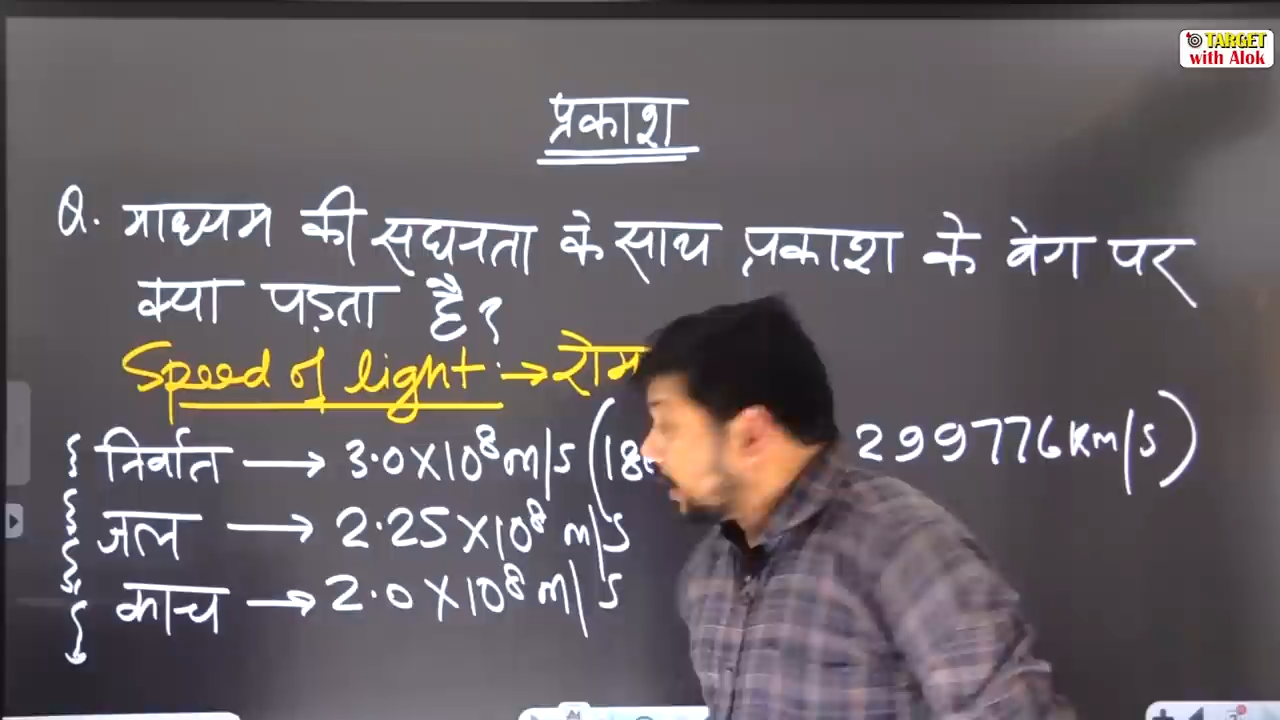 TARGET
with Alok
प्रकाश
Q. माध्यम की सघनता के साथ प्रकाश के वेग पर
क्या पड़ता है?
Speed of light →
निर्वात → 3.0×10⁸ m/s ( 299776 Km/s)
जल → 2.25×10⁸ m/s
काच → 2.0×10⁸ m/s